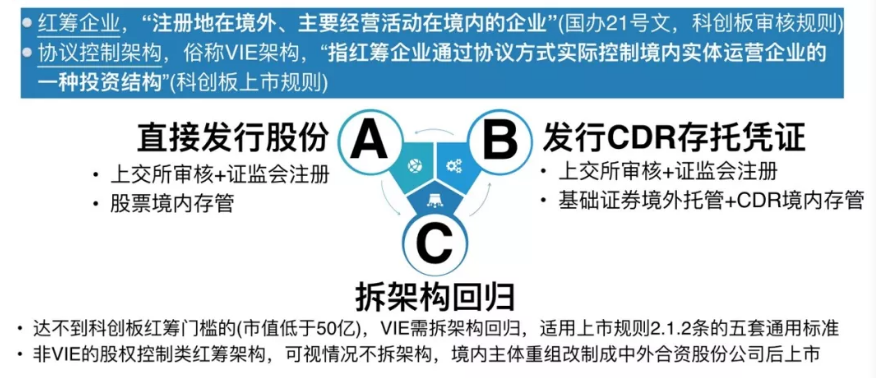 • 红筹企业，“注册地在境外、主要经营活动在境内的企业”(国办21号文，科创板审核规则)
• 协议控制架构，俗称VIE架构，“指红筹企业通过协议方式实际控制境内实体运营企业的
一种投资结构”(科创板上市规则)
直接发行股份
• 上交所审核+证监会注册
• 股票境内存管
A
B
发行CDR存托凭证
• 上交所审核+证监会注册
• 基础证券境外托管+CDR境内存管
C
拆架构回归
• 达不到科创板红筹门槛的(市值低于50亿)，VIE需拆架构回归，适用上市规则2.1.2条的五套通用标准
• 非VIE的股权控制类红筹架构，可视情况不拆架构，境内主体重组改制成中外合资股份公司后上市